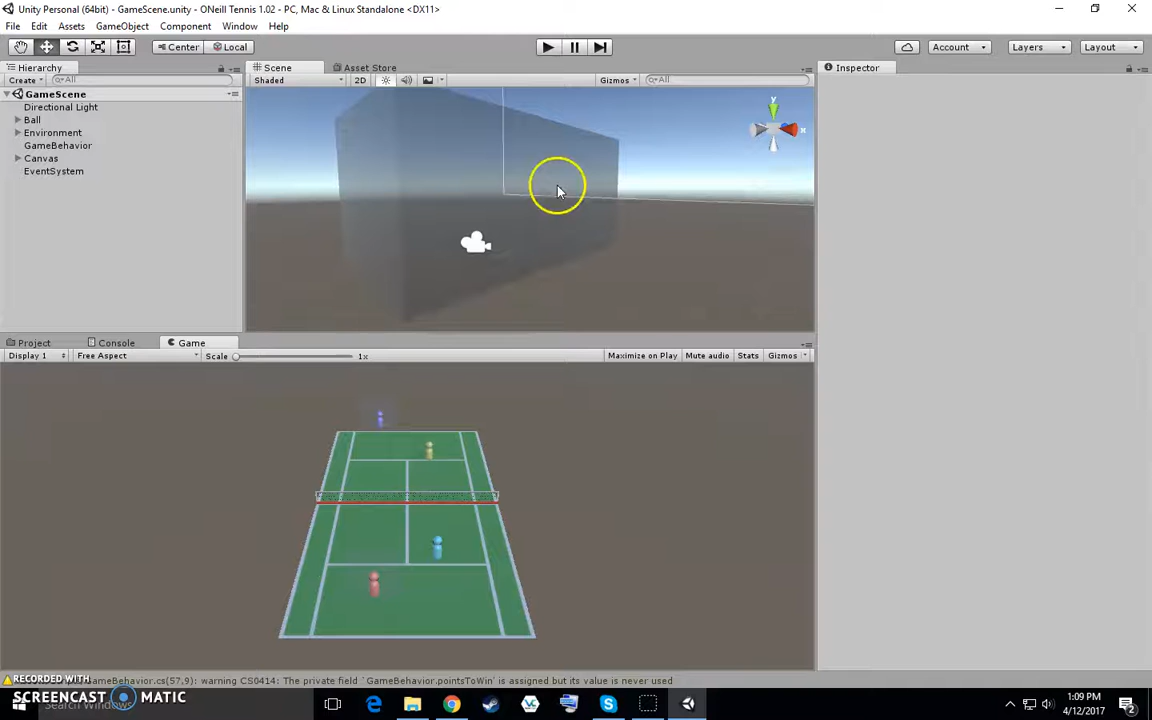 Unity Personal (64bit) - GameScene.unity - ONeill Tennis 1.02 - PC, Mac & Linux Standalone <DX11>
File Edit Assets GameObject Component Window Help
Center Local Account Layers Layout
Hierarchy Scene Asset Store Inspector
Create All Shaded 2D Gizmos All
GameScene
Directional Light
Ball
Environment
GameBehavior
Canvas
EventSystem
y
x
Project Console Game
Display 1 Free Aspect Scale 1x Maximize on Play Mute audio Stats Gizmos
GameBehavior.cs(57,9): warning CS0414: The private field `GameBehavior.pointsToWin' is assigned but its value is never used
RECORDED WITH
SCREENCAST MATIC
Search Windows
1:09 PM
4/12/2017
2